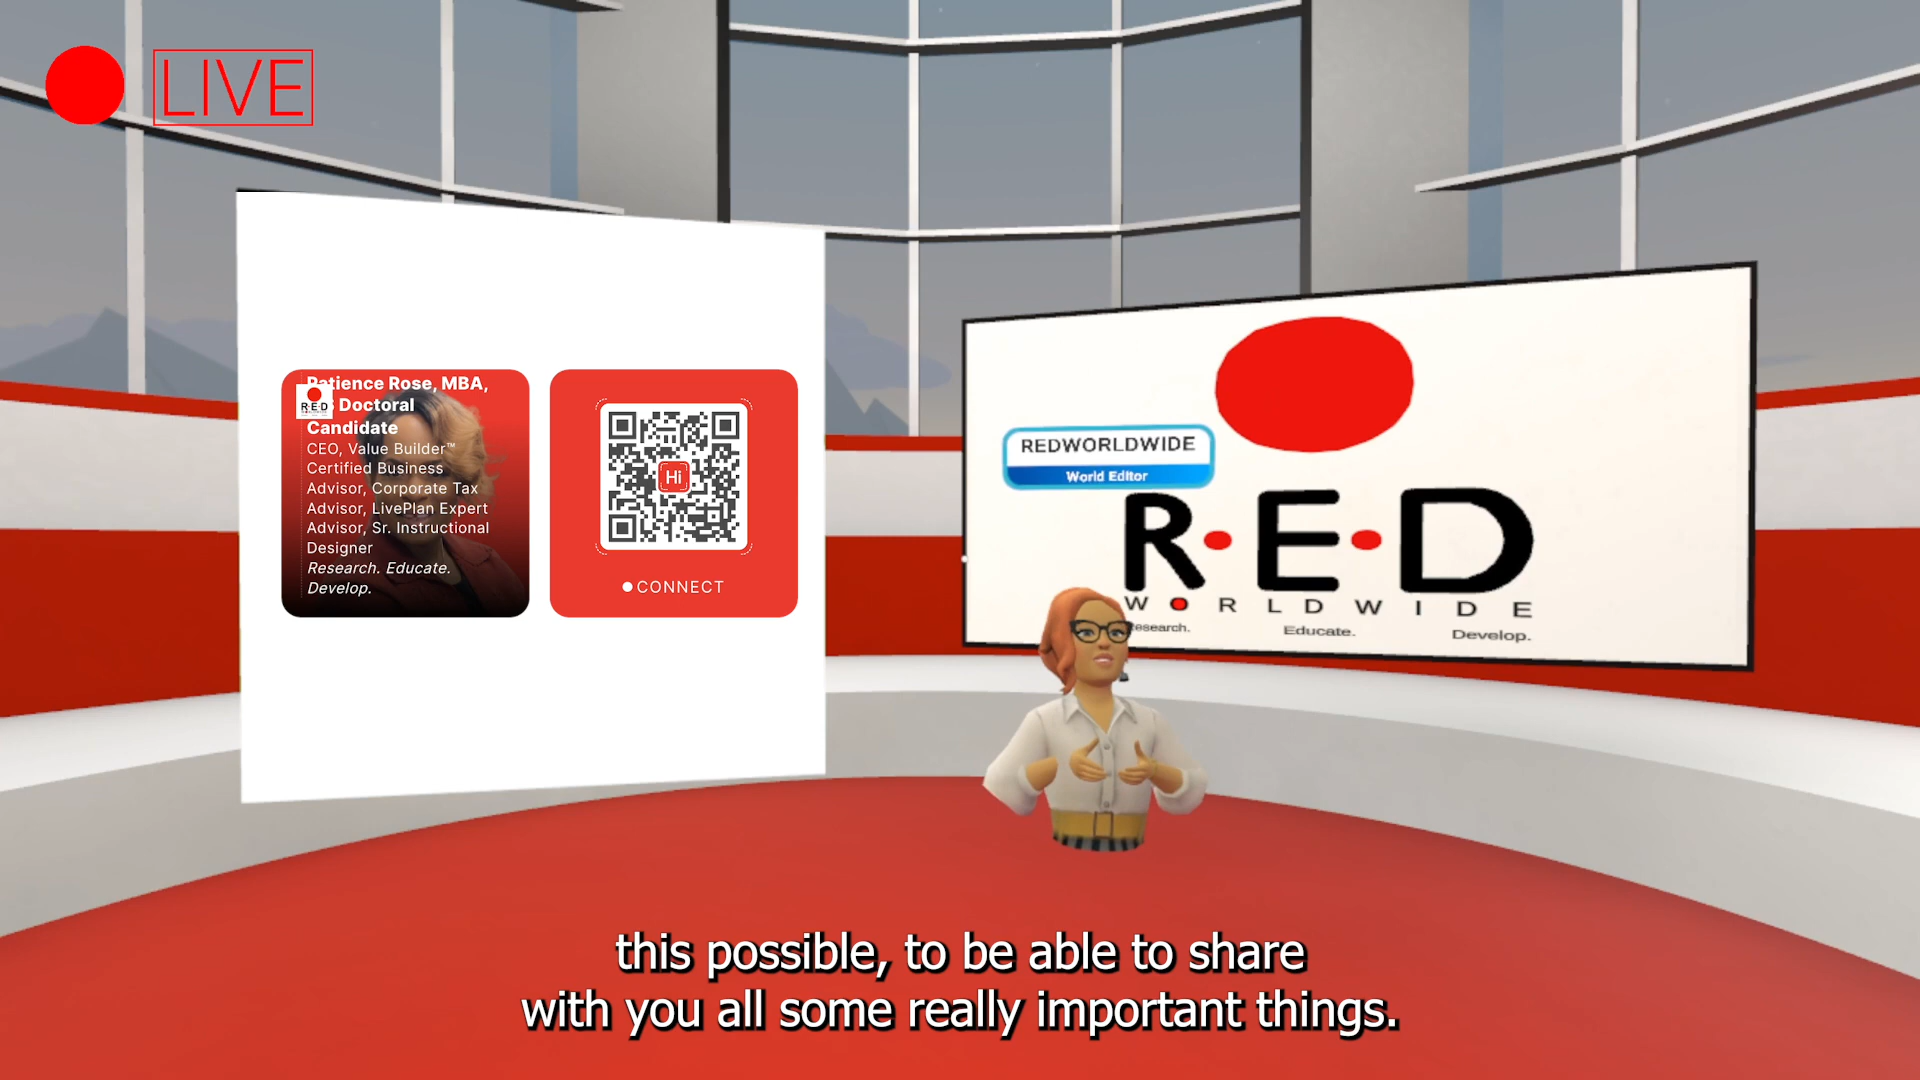 LIVE
Patience Rose, MBA,
Doctoral
Candidate
CEO, Value Builder™
Certified Business
Advisor, Corporate Tax
Advisor, LivePlan Expert
Advisor, Sr. Instructional
Designer
Research. Educate.
Develop.
R·E·D
Hi
CONNECT
REDWORLDWIDE
World Editor
R·E·D
WORLDWIDE
Research. Educate. Develop.
this possible, to be able to share
with you all some really important things.